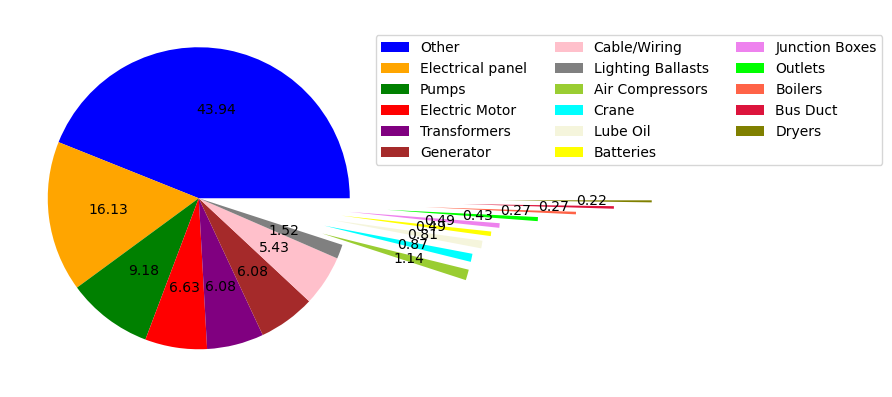 Other
Electrical panel
Pumps
Electric Motor
Transformers
Generator
Cable/Wiring
Lighting Ballasts
Air Compressors
Crane
Lube Oil
Batteries
Junction Boxes
Outlets
Boilers
Bus Duct
Dryers
43.94
16.13
9.18
6.63
6.08
6.08
5.43
1.52
1.14
0.87
0.81
0.49
0.49
0.43
0.27
0.27
0.22